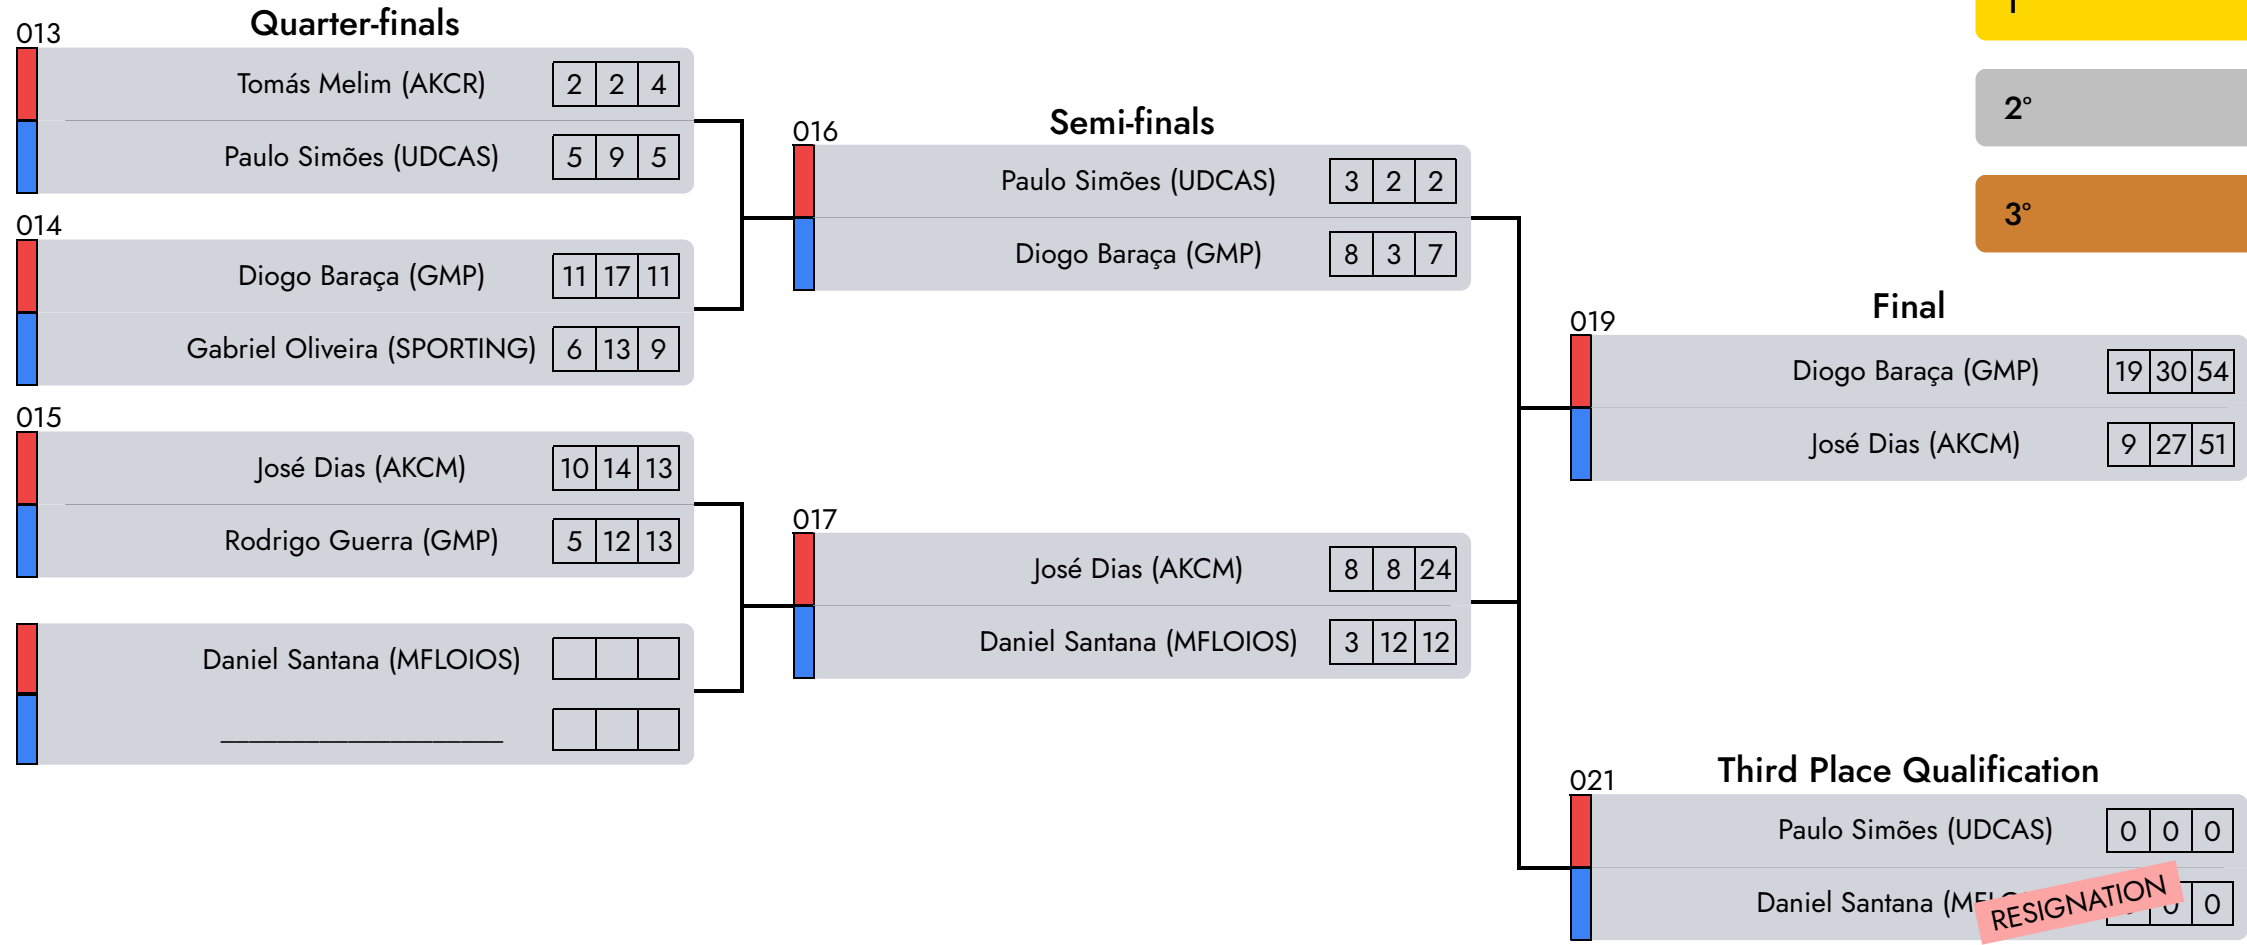 Quarter-finals
013
Tomás Melim (AKCR) 2 2 4
Paulo Simões (UDCAS) 5 9 5
014
Diogo Baraça (GMP) 11 17 11
Gabriel Oliveira (SPORTING) 6 13 9
015
José Dias (AKCM) 10 14 13
Rodrigo Guerra (GMP) 5 12 13
Daniel Santana (MFLOIOS)
Semi-finals
016
Paulo Simões (UDCAS) 3 2 2
Diogo Baraça (GMP) 8 3 7
017
José Dias (AKCM) 8 8 24
Daniel Santana (MFLOIOS) 3 12 12
2°
3°
Final
019
Diogo Baraça (GMP) 19 30 54
José Dias (AKCM) 9 27 51
Third Place Qualification
021
Paulo Simões (UDCAS) 0 0 0
Daniel Santana 0 0
RESIGNATION